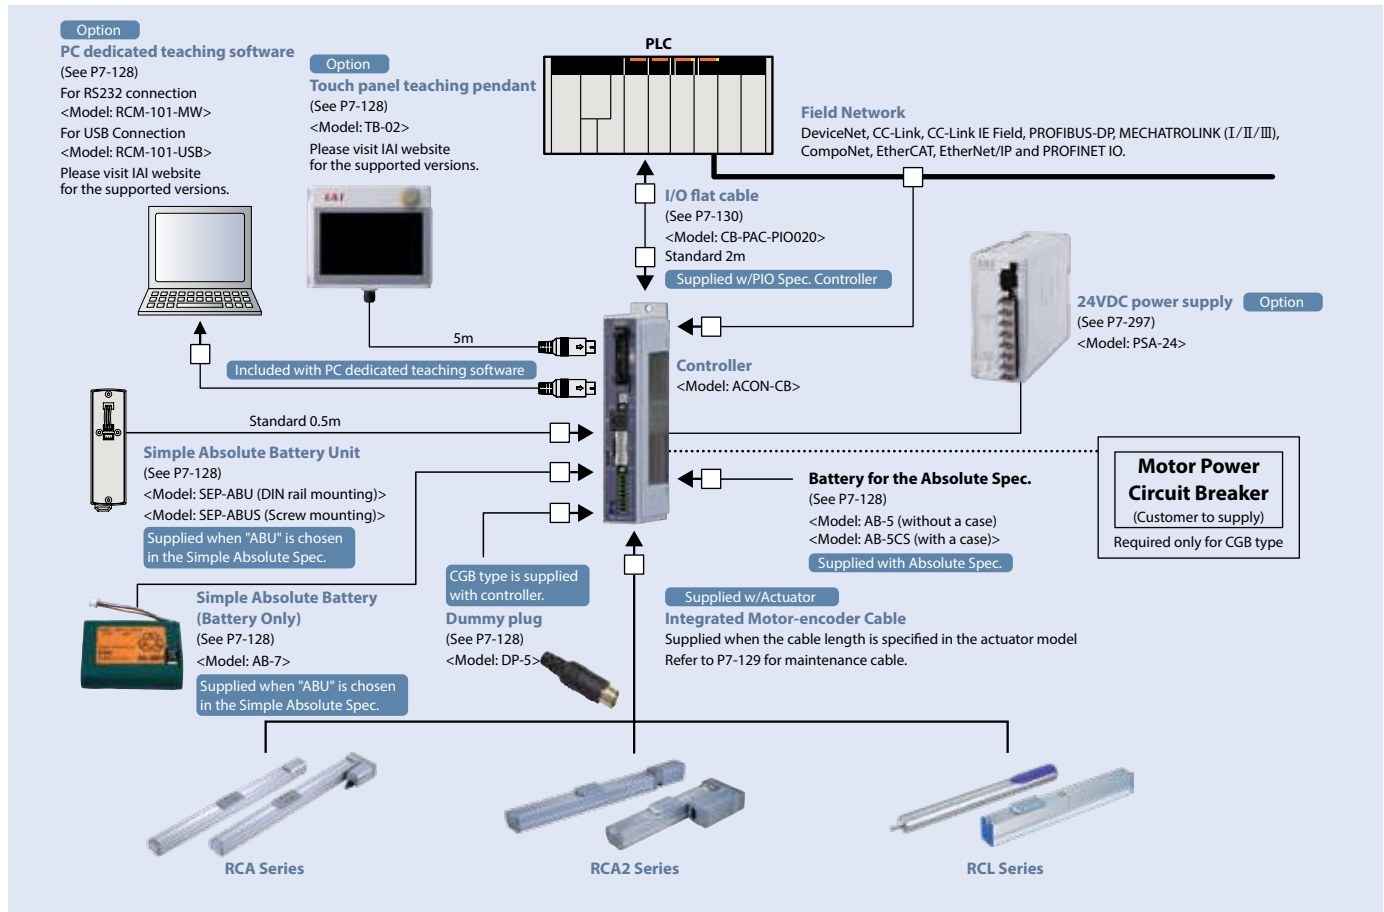 Option
PC dedicated teaching software
(See P7-128)
For RS232 connection
<Model: RCM-101-MW>
For USB Connection
<Model: RCM-101-USB>
Please visit IAI website
for the supported versions.
Option
Touch panel teaching pendant
(See P7-128)
<Model: TB-02>
Please visit IAI website
for the supported versions.
IAI
PLC
Field Network
DeviceNet, CC-Link, CC-Link IE Field, PROFIBUS-DP, MECHATROLINK (Ⅰ/Ⅱ/Ⅲ),
CompoNet, EtherCAT, EtherNet/IP and PROFINET IO.
I/O flat cable
(See P7-130)
<Model: CB-PAC-PIO020>
Standard 2m
Supplied w/PIO Spec. Controller
24VDC power supply Option
(See P7-297)
<Model: PSA-24>
5m
Included with PC dedicated teaching software
Controller
<Model: ACON-CB>
Standard 0.5m
Simple Absolute Battery Unit
(See P7-128)
<Model: SEP-ABU (DIN rail mounting)>
<Model: SEP-ABUS (Screw mounting)>
Supplied when "ABU" is chosen
in the Simple Absolute Spec.
Battery for the Absolute Spec.
(See P7-128)
<Model: AB-5 (without a case)
<Model: AB-5CS (with a case)>
Supplied with Absolute Spec.
Motor Power
Circuit Breaker
(Customer to supply)
Required only for CGB type
Simple Absolute Battery
(Battery Only)
(See P7-128)
<Model: AB-7>
Supplied when "ABU" is chosen
in the Simple Absolute Spec.
CGB type is supplied
with controller.
Dummy plug
(See P7-128)
<Model: DP-5>
Supplied w/Actuator
Integrated Motor-encoder Cable
Supplied when the cable length is specified in the actuator model
Refer to P7-129 for maintenance cable.
RCA Series
RCA2 Series
RCL Series